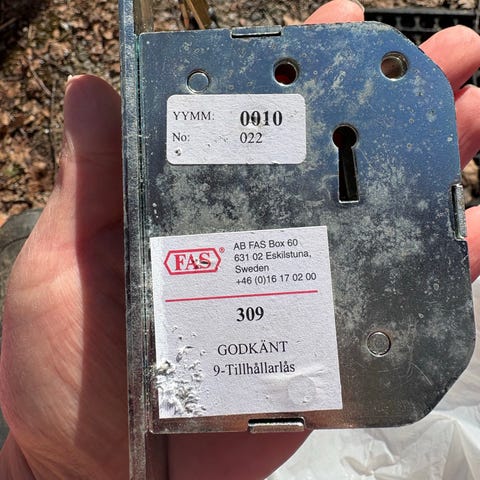 YYMM: 0010
No: 022
FAS®
AB FAS Box 60
631 02 Eskilstuna,
Sweden
+46 (0)16 17 02 00
309
GODKÄNT
9-Tillhållarlås